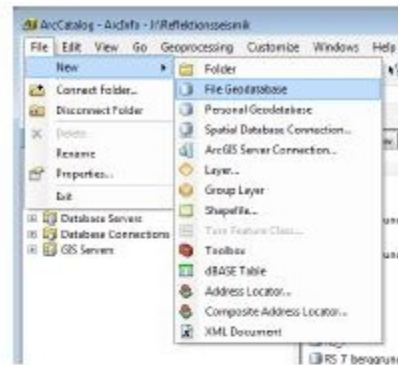 ArcCatalog - ArcInfo - J:\Reflektionsseismik
File Edit View Go Geoprocessing Customize Windows Help
New
Connect Folder...
Disconnect Folder
Delete
Rename
Properties...
Exit
Database Servers
Database Connections
GIS Servers
Folder
File Geodatabase
Personal Geodatabase
Spatial Database Connection...
ArcGIS Server Connection...
Layer...
Group Layer
Shapefile...
Turn Feature Class...
Toolbox
dBASE Table
Address Locator...
Composite Address Locator...
XML Document
RS 7 berggrun